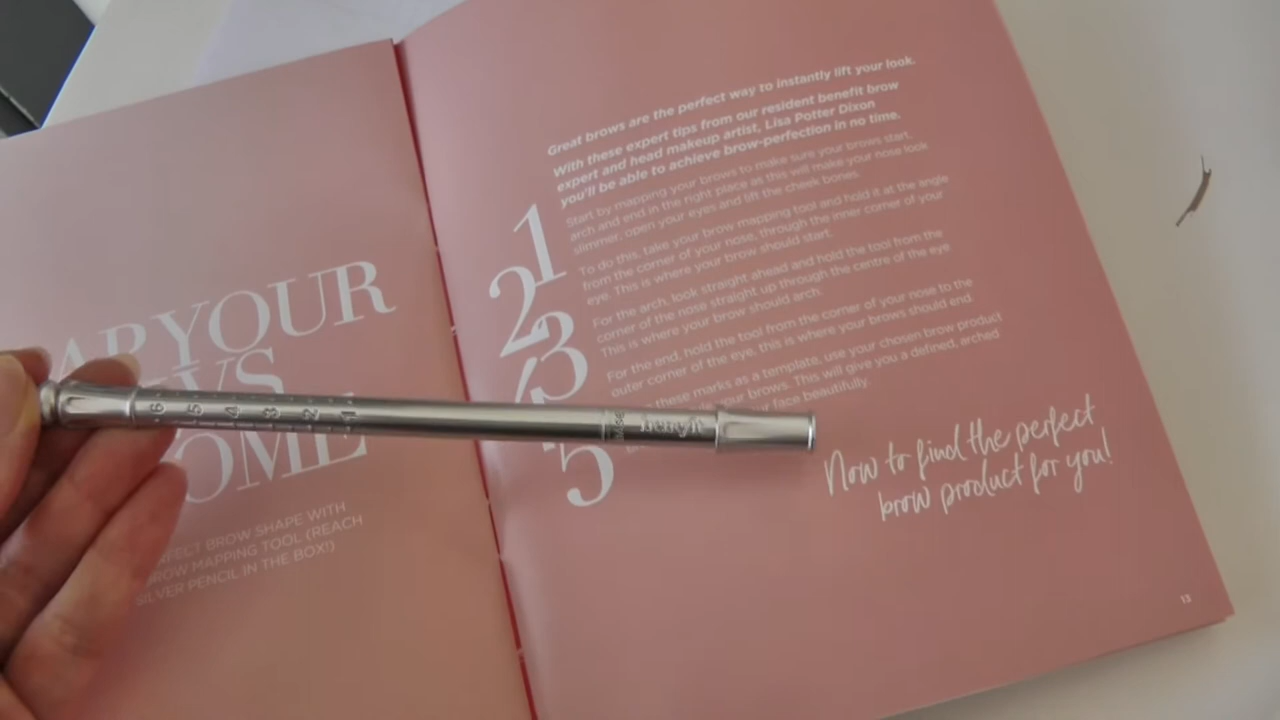 YOUR
OME
RFECT BROW SHAPE WITH
BROW MAPPING TOOL (REACH
SILVER PENCIL IN THE BOX!)
Great brows are the perfect way to instantly lift your look.
With these expert tips from our resident benefit brow
expert and head makeup artist, Lisa Potter Dixon
you'll be able to achieve brow-perfection in no time.
1
Start by mapping your brows to make sure your brows start,
arch and end in the right place as this will make your nose look
slimmer, open your eyes and lift the cheek bones.
2
To do this, take your brow mapping tool and hold it at the angle
from the corner of your nose, through the inner corner of your
eye. This is where your brow should start.
3
For the arch, look straight ahead and hold the tool from the
corner of the nose straight up through the centre of the eye
This is where your brow should arch.
For the end, hold the tool from the corner of your nose to the
outer corner of the eye, this is where your brows should end.
5
these marks as a template, use your chosen brow product
your brows. This will give you a defined, arched
your face beautifully.
6 5 4 3 2 1
benefit
Now to find the perfect
brow product for you!
13